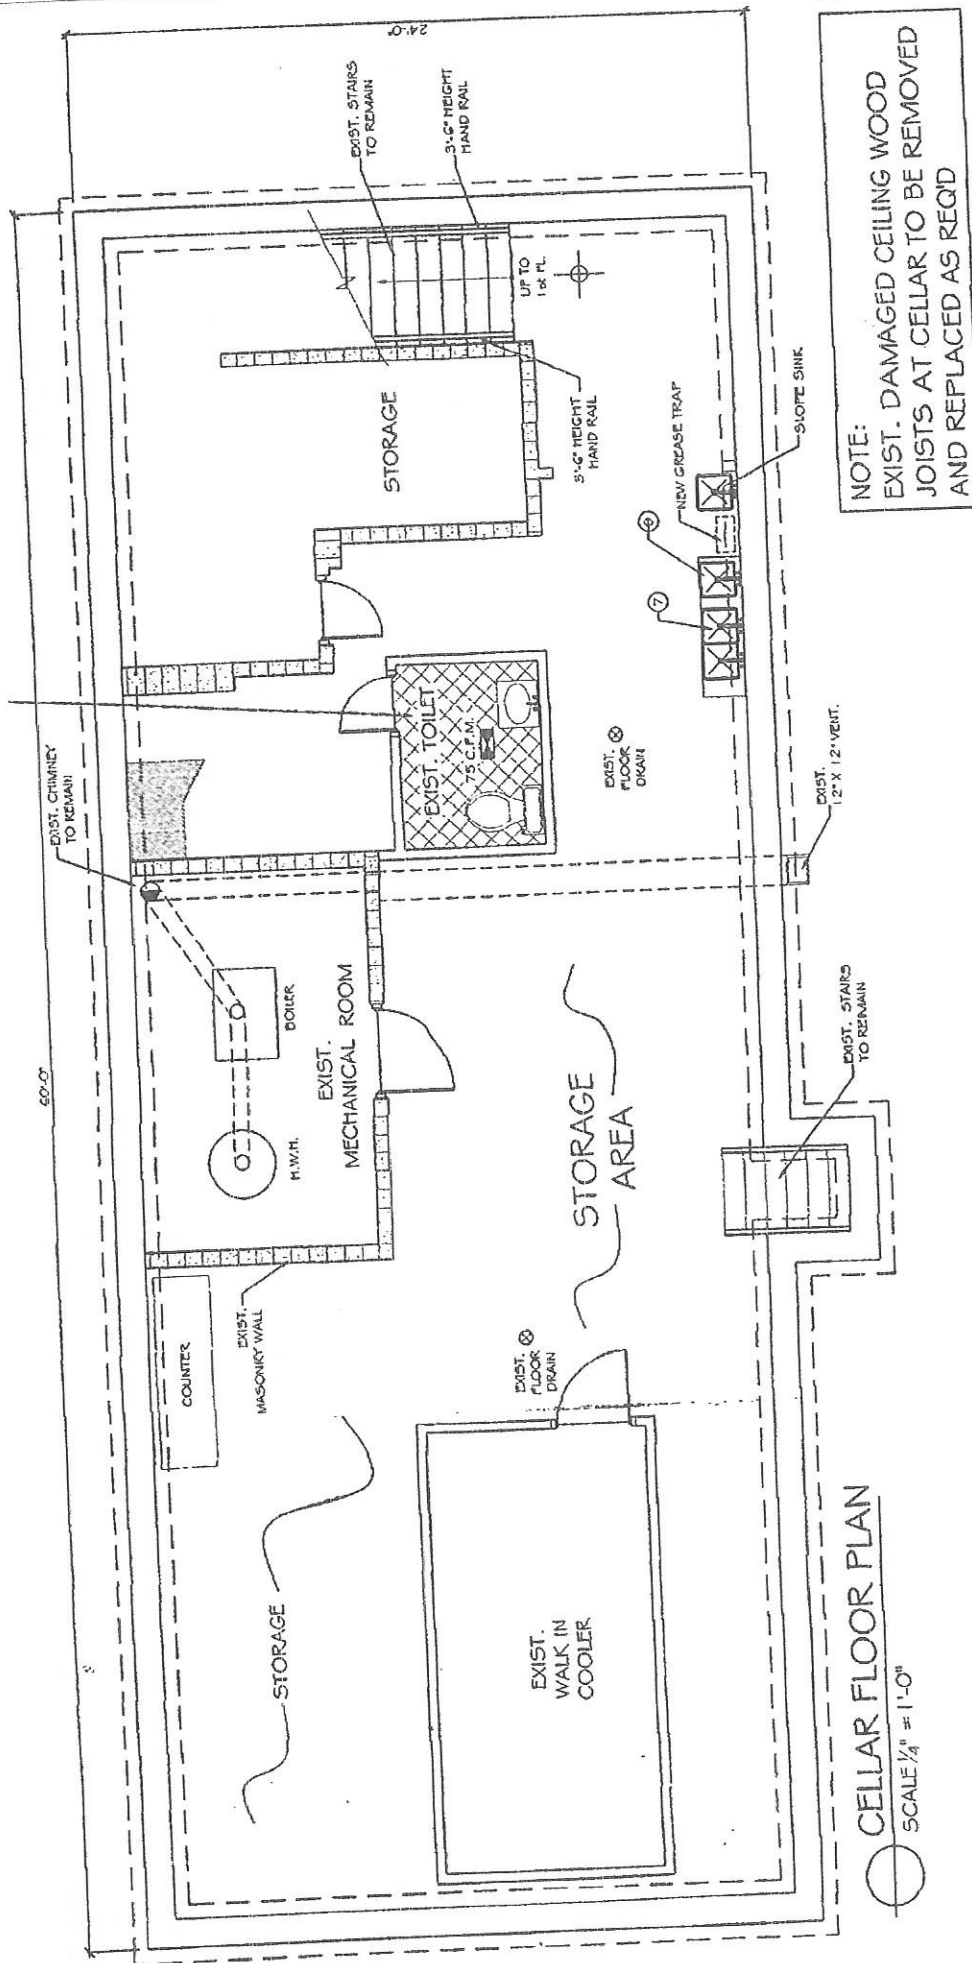 60'-0"
24'-0"
EXIST. CHIMNEY
TO REMAIN
EXIST. STAIRS
TO REMAIN
3'-6" HEIGHT
HAND RAIL
UP TO
1st FL.
STORAGE
3'-6" HEIGHT
HAND RAIL
EXIST. TOILET
75 C.F.M.
BOILER
H.W.H.
EXIST.
MECHANICAL ROOM
COUNTER
EXIST.
MASONRY WALL
STORAGE
STORAGE
AREA
EXIST.
FLOOR
DRAIN
EXIST.
FLOOR
DRAIN
NEW GREASE TRAP
7
SLOPE SINK
EXIST.
12" X 12" VENT.
EXIST. STAIRS
TO REMAIN
EXIST.
WALK IN
COOLER
CELLAR FLOOR PLAN
SCALE 1/4" = 1'-0"
NOTE:
EXIST. DAMAGED CEILING WOOD
JOISTS AT CELLAR TO BE REMOVED
AND REPLACED AS REQ'D